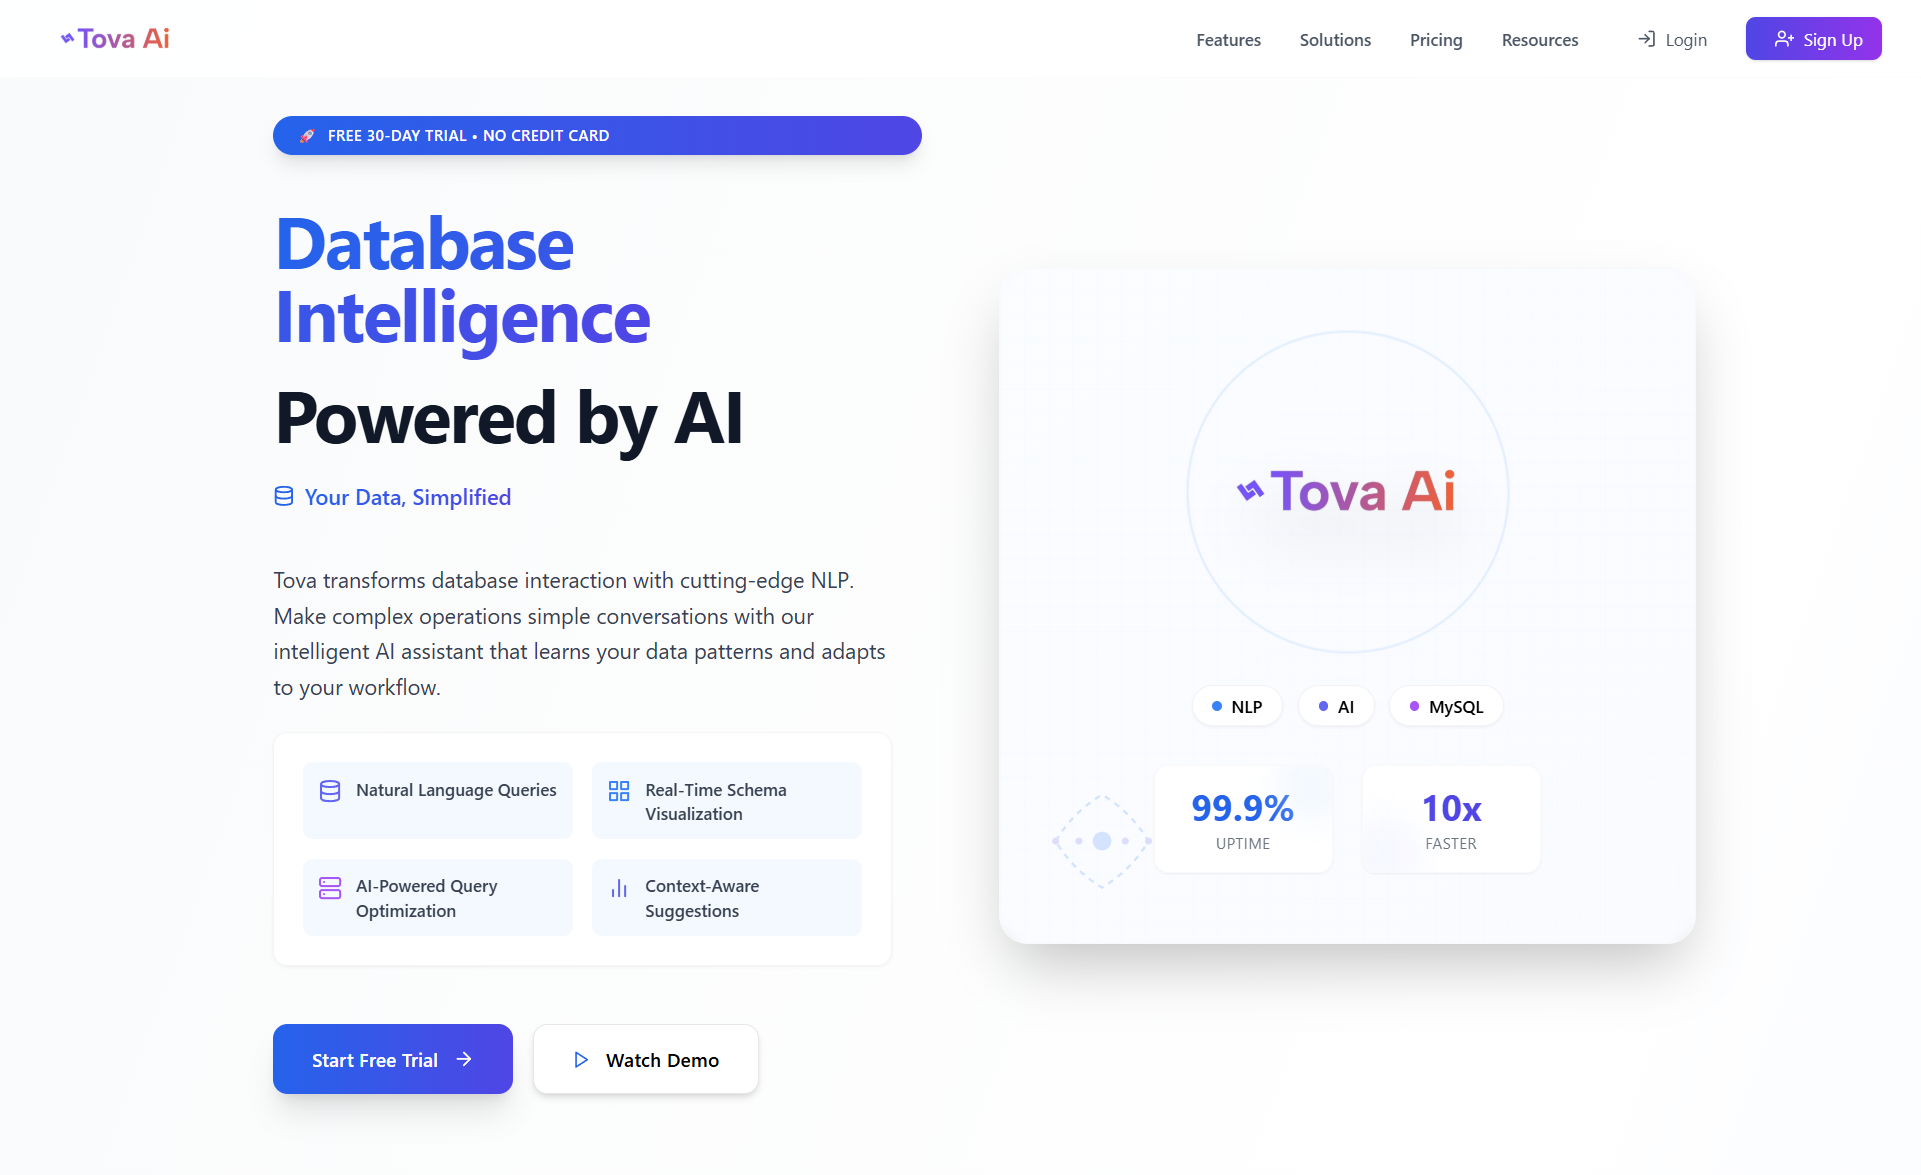 Tova Ai
Features
Solutions
Pricing
Resources
Login
Sign Up
🚀 FREE 30-DAY TRIAL • NO CREDIT CARD
Database
Intelligence
Powered by AI
Your Data, Simplified
Tova transforms database interaction with cutting-edge NLP.
Make complex operations simple conversations with our
intelligent AI assistant that learns your data patterns and adapts
to your workflow.
Natural Language Queries
Real-Time Schema
Visualization
AI-Powered Query
Optimization
Context-Aware
Suggestions
Start Free Trial
Watch Demo
Tova Ai
NLP
AI
MySQL
99.9%
UPTIME
10x
FASTER